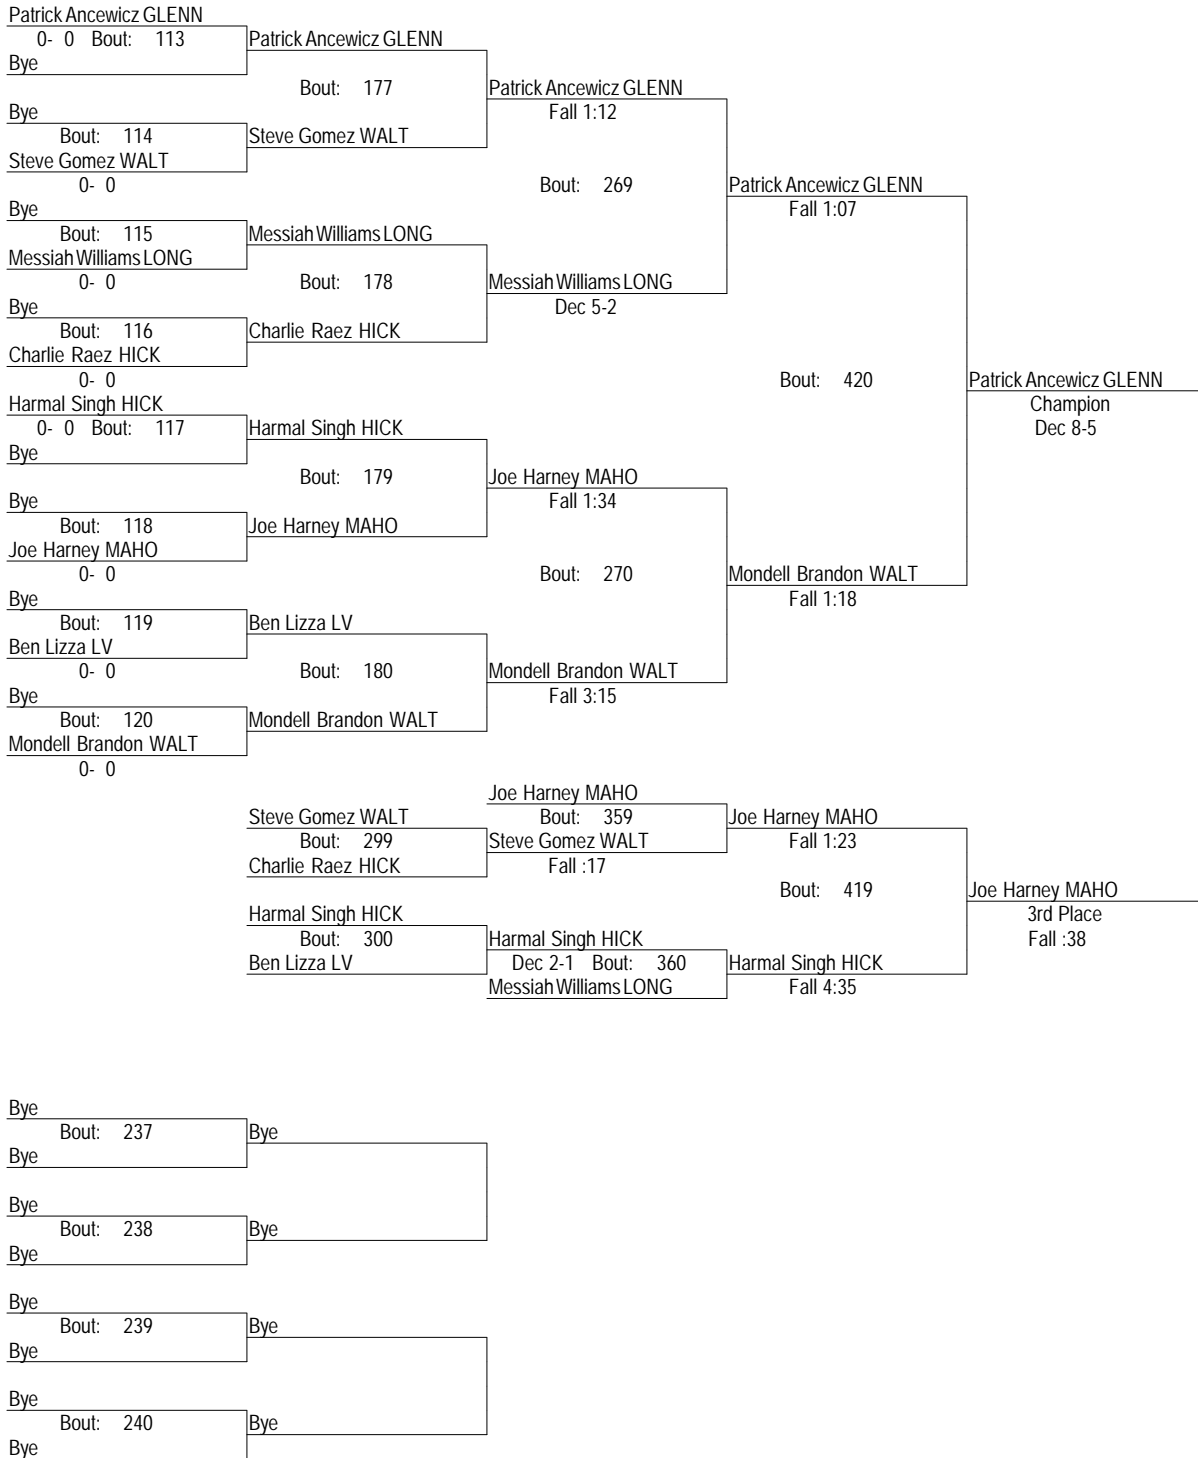 Patrick Ancewicz GLENN
0- 0 Bout: 113 Patrick Ancewicz GLENN
Bye
Bout: 177 Patrick Ancewicz GLENN
Bye Fall 1:12
Bout: 114 Steve Gomez WALT
Steve Gomez WALT
0- 0 Bout: 269 Patrick Ancewicz GLENN
Bye Fall 1:07
Bout: 115 Messiah Williams LONG
Messiah Williams LONG
0- 0 Bout: 178 Messiah Williams LONG
Bye Dec 5-2
Bout: 116 Charlie Raez HICK
Charlie Raez HICK
0- 0 Bout: 420 Patrick Ancewicz GLENN
Harmal Singh HICK Champion
0- 0 Bout: 117 Harmal Singh HICK Dec 8-5
Bye
Bout: 179 Joe Harney MAHO
Bye Fall 1:34
Bout: 118 Joe Harney MAHO
Joe Harney MAHO
0- 0 Bout: 270 Mondell Brandon WALT
Bye Fall 1:18
Bout: 119 Ben Lizza LV
Ben Lizza LV
0- 0 Bout: 180 Mondell Brandon WALT
Bye Fall 3:15
Bout: 120 Mondell Brandon WALT
Mondell Brandon WALT
0- 0
Joe Harney MAHO
Steve Gomez WALT Bout: 359 Joe Harney MAHO
Bout: 299 Steve Gomez WALT Fall 1:23
Charlie Raez HICK Fall :17
Bout: 419 Joe Harney MAHO
Harmal Singh HICK 3rd Place
Bout: 300 Harmal Singh HICK Fall :38
Ben Lizza LV Dec 2-1 Bout: 360 Harmal Singh HICK
Messiah Williams LONG Fall 4:35
Bye
Bout: 237 Bye
Bye
Bye
Bout: 238 Bye
Bye
Bye
Bout: 239 Bye
Bye
Bye
Bout: 240 Bye
Bye